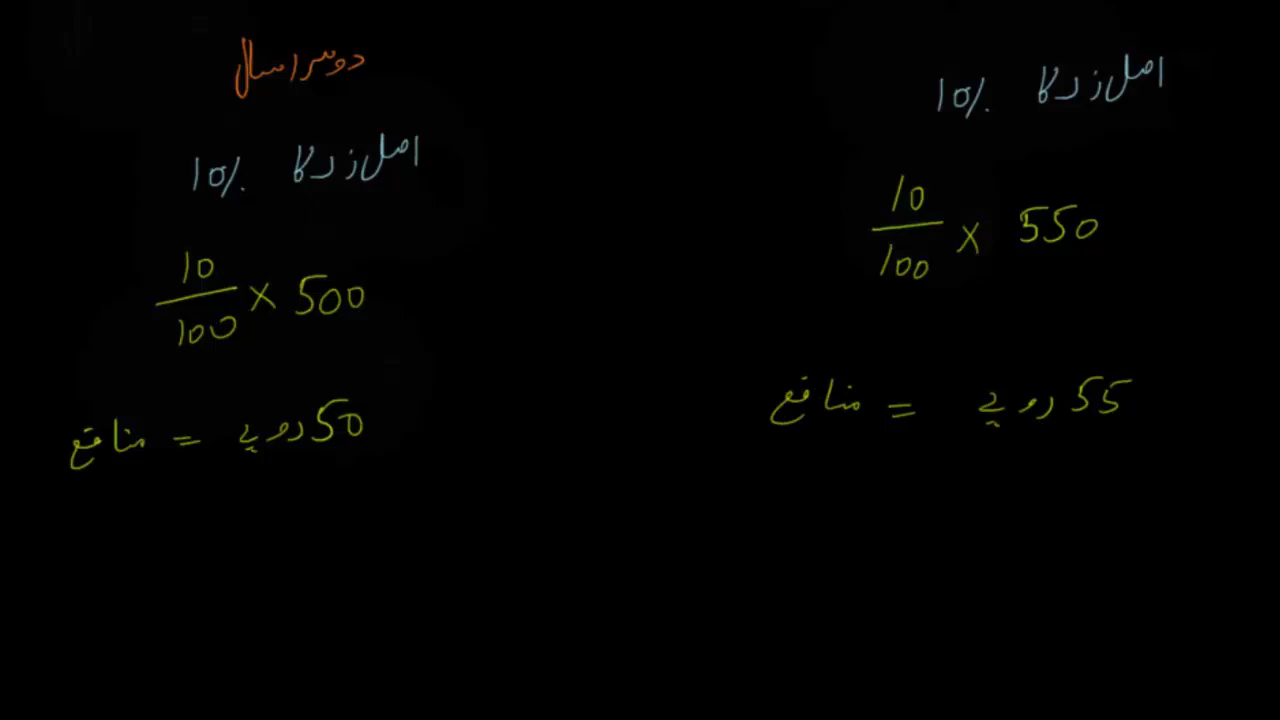 دوسرا سال
اصل زر کا 10%
10/100 × 500
50 روپے = منافع
اصل زر کا 10%
10/100 × 550
55 روپے = منافع